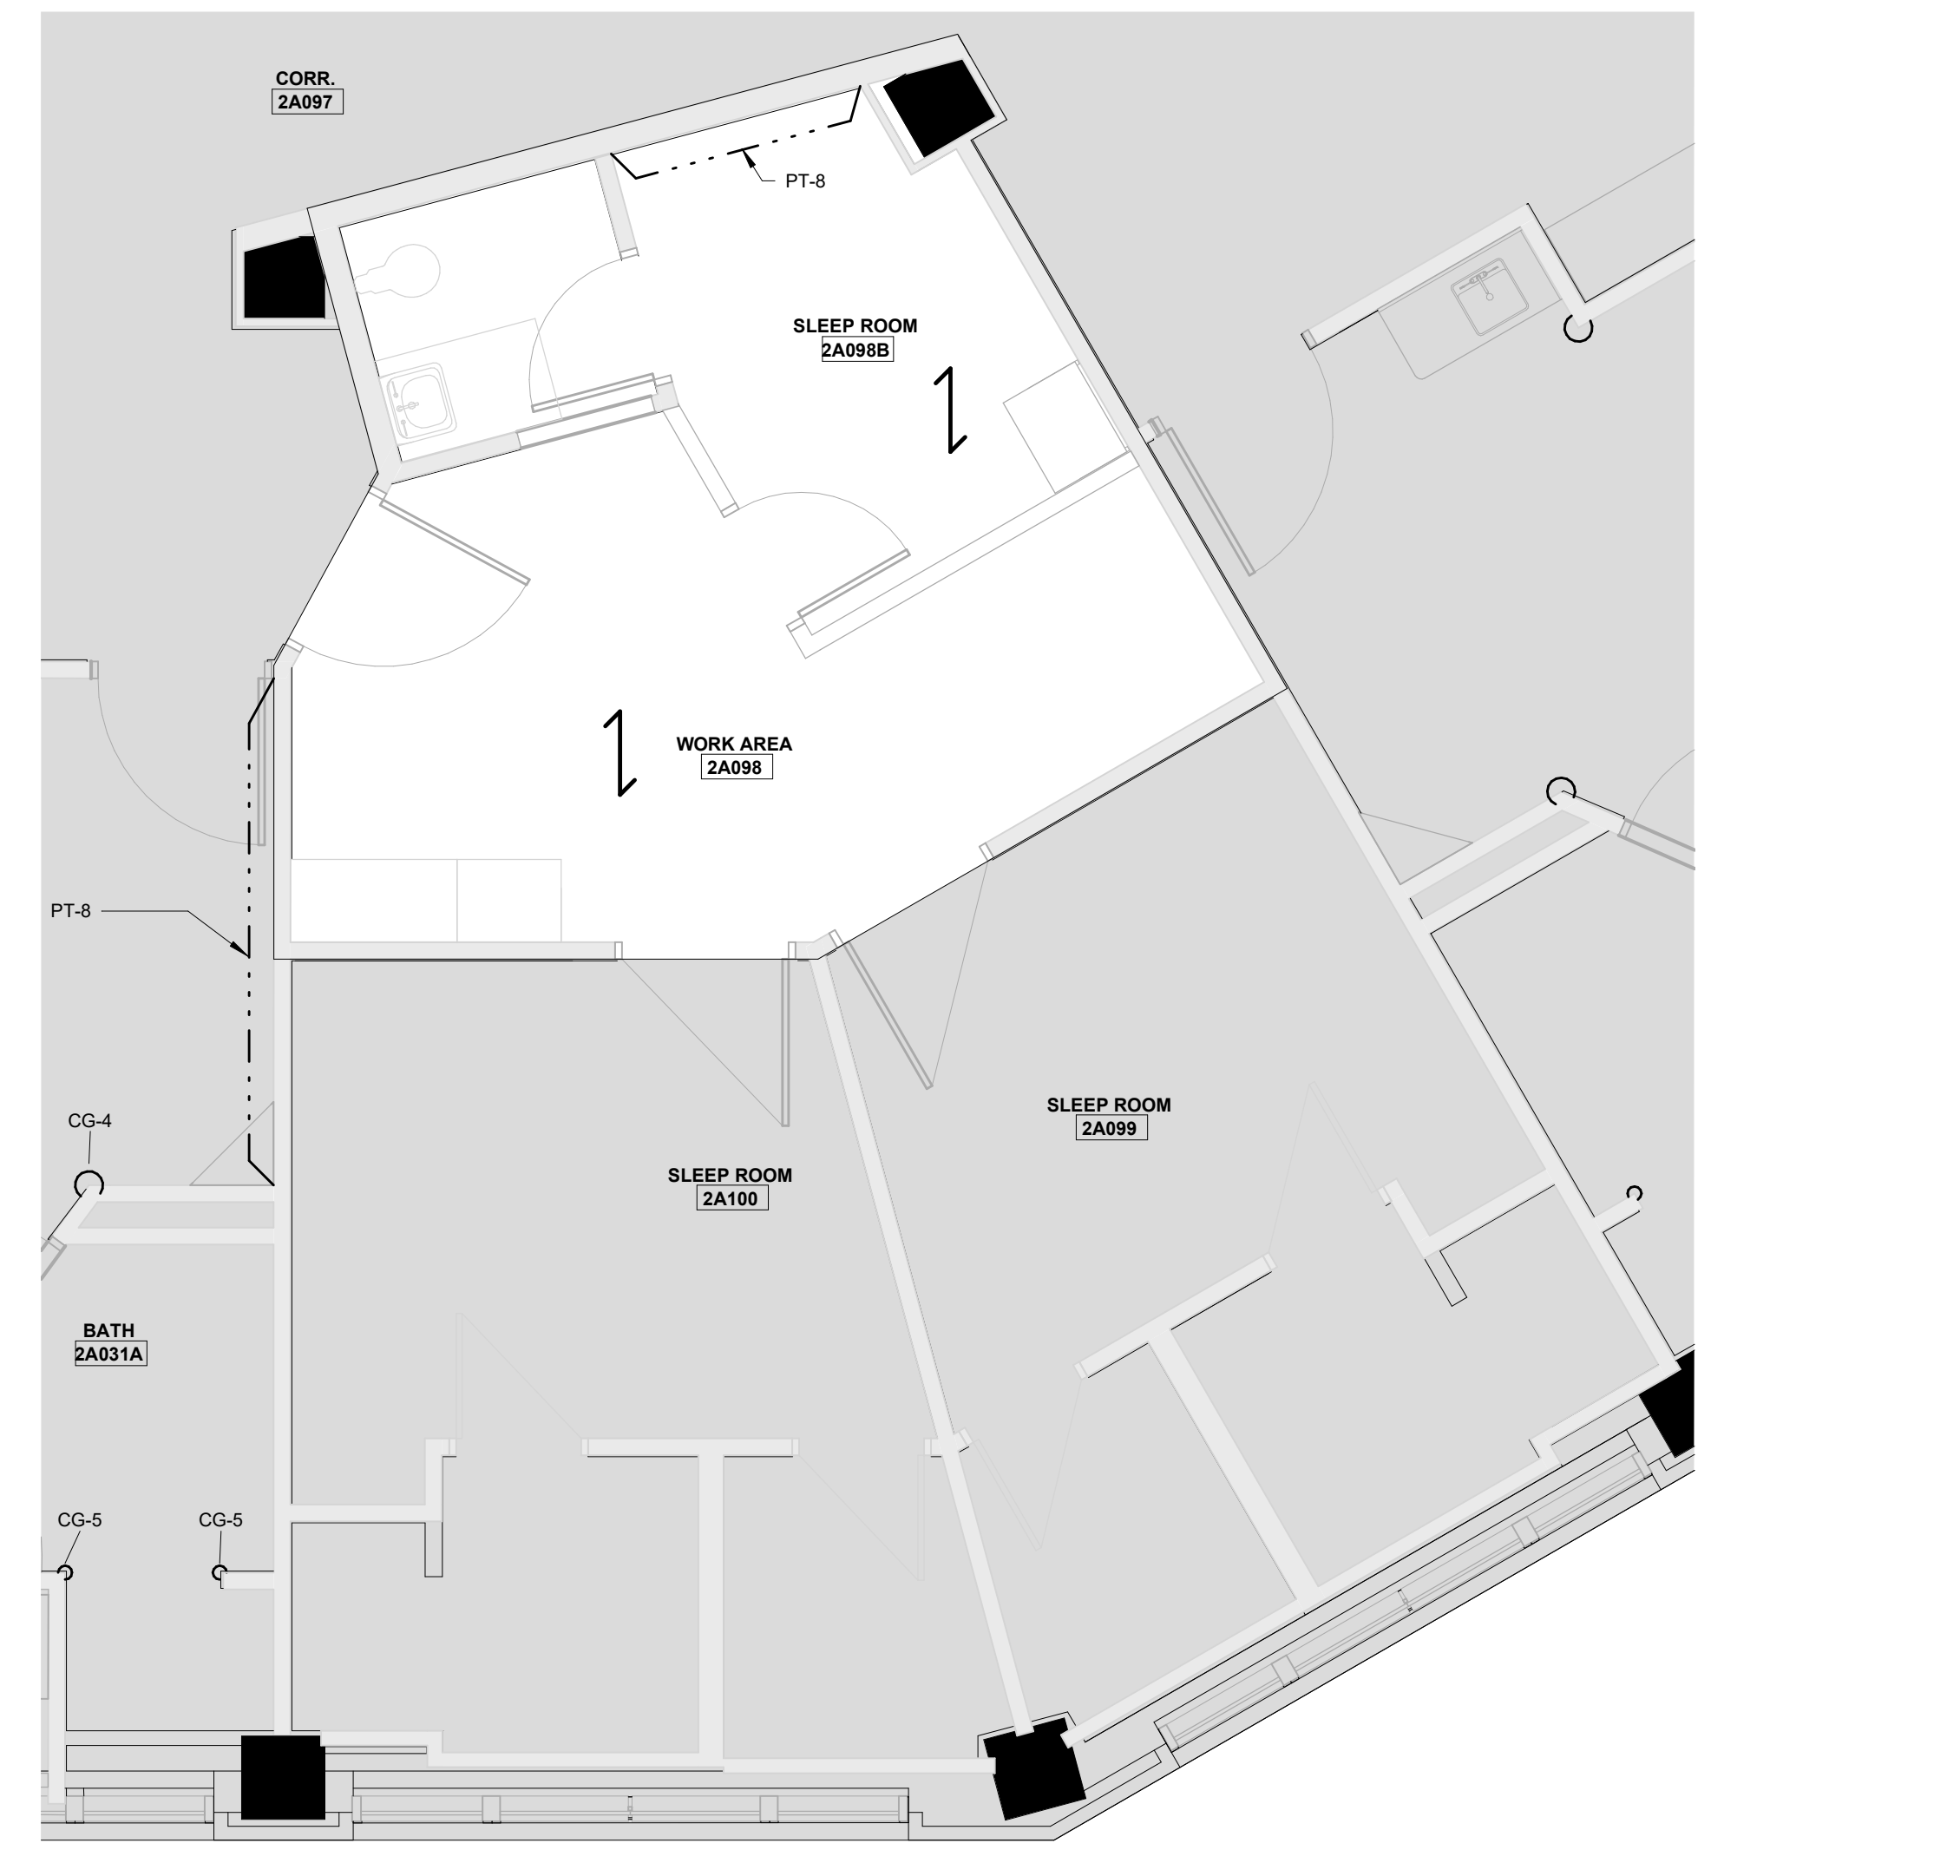 CORR.
2A097
PT-8
SLEEP ROOM
2A098B
WORK AREA
2A098
PT-8
CG-4
SLEEP ROOM
2A099
SLEEP ROOM
2A100
BATH
2A031A
CG-5
CG-5